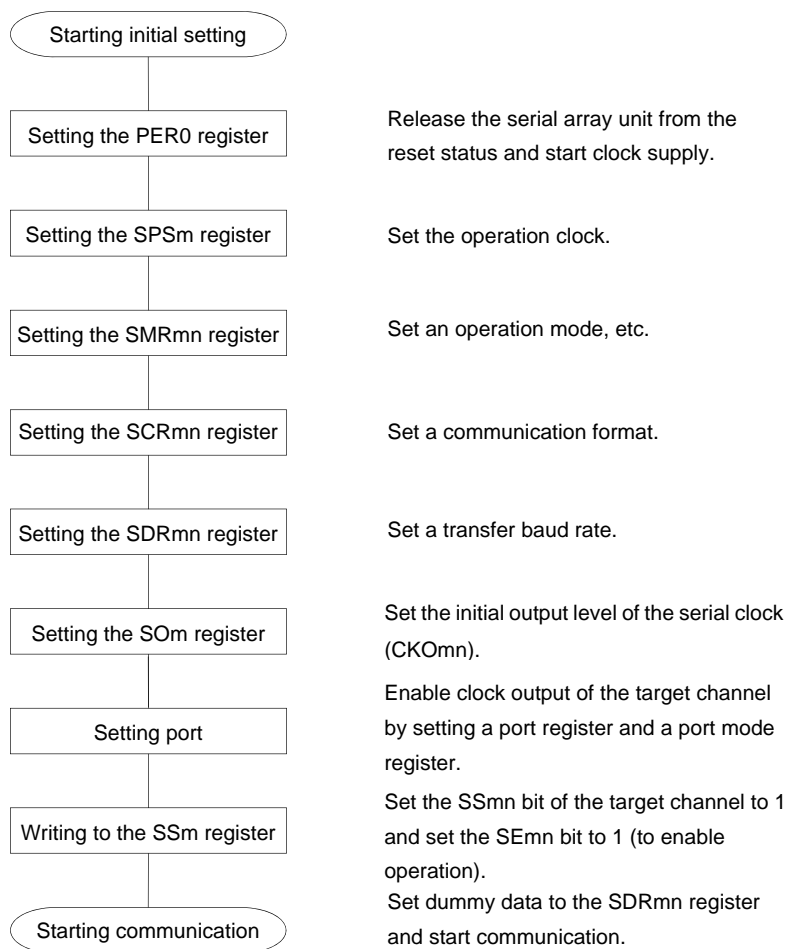 Starting initial setting
Setting the PER0 register
Release the serial array unit from the
reset status and start clock supply.
Setting the SPSm register
Set the operation clock.
Setting the SMRmn register
Set an operation mode, etc.
Setting the SCRmn register
Set a communication format.
Setting the SDRmn register
Set a transfer baud rate.
Setting the SOm register
Set the initial output level of the serial clock
(CKOmn).
Setting port
Enable clock output of the target channel
by setting a port register and a port mode
register.
Writing to the SSm register
Set the SSmn bit of the target channel to 1
and set the SEmn bit to 1 (to enable
operation).
Starting communication
Set dummy data to the SDRmn register
and start communication.